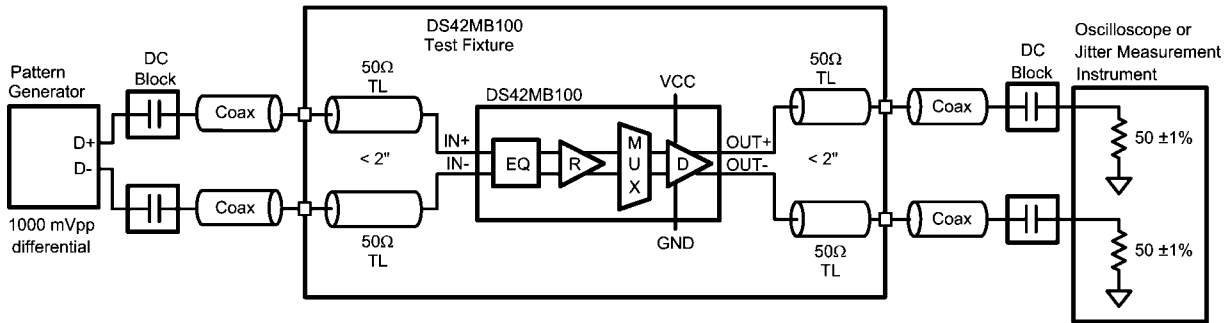 Pattern
Generator
D+
D-
1000 mVpp
differential
DC
Block
Coax
Coax
DS42MB100
Test Fixture
50Ω
TL
< 2"
50Ω
TL
IN+
IN-
DS42MB100
EQ
R
M
U
X
D
VCC
GND
OUT+
OUT-
50Ω
TL
< 2"
50Ω
TL
Coax
Coax
DC
Block
Oscilloscope or
Jitter Measurement
Instrument
50 ±1%
50 ±1%